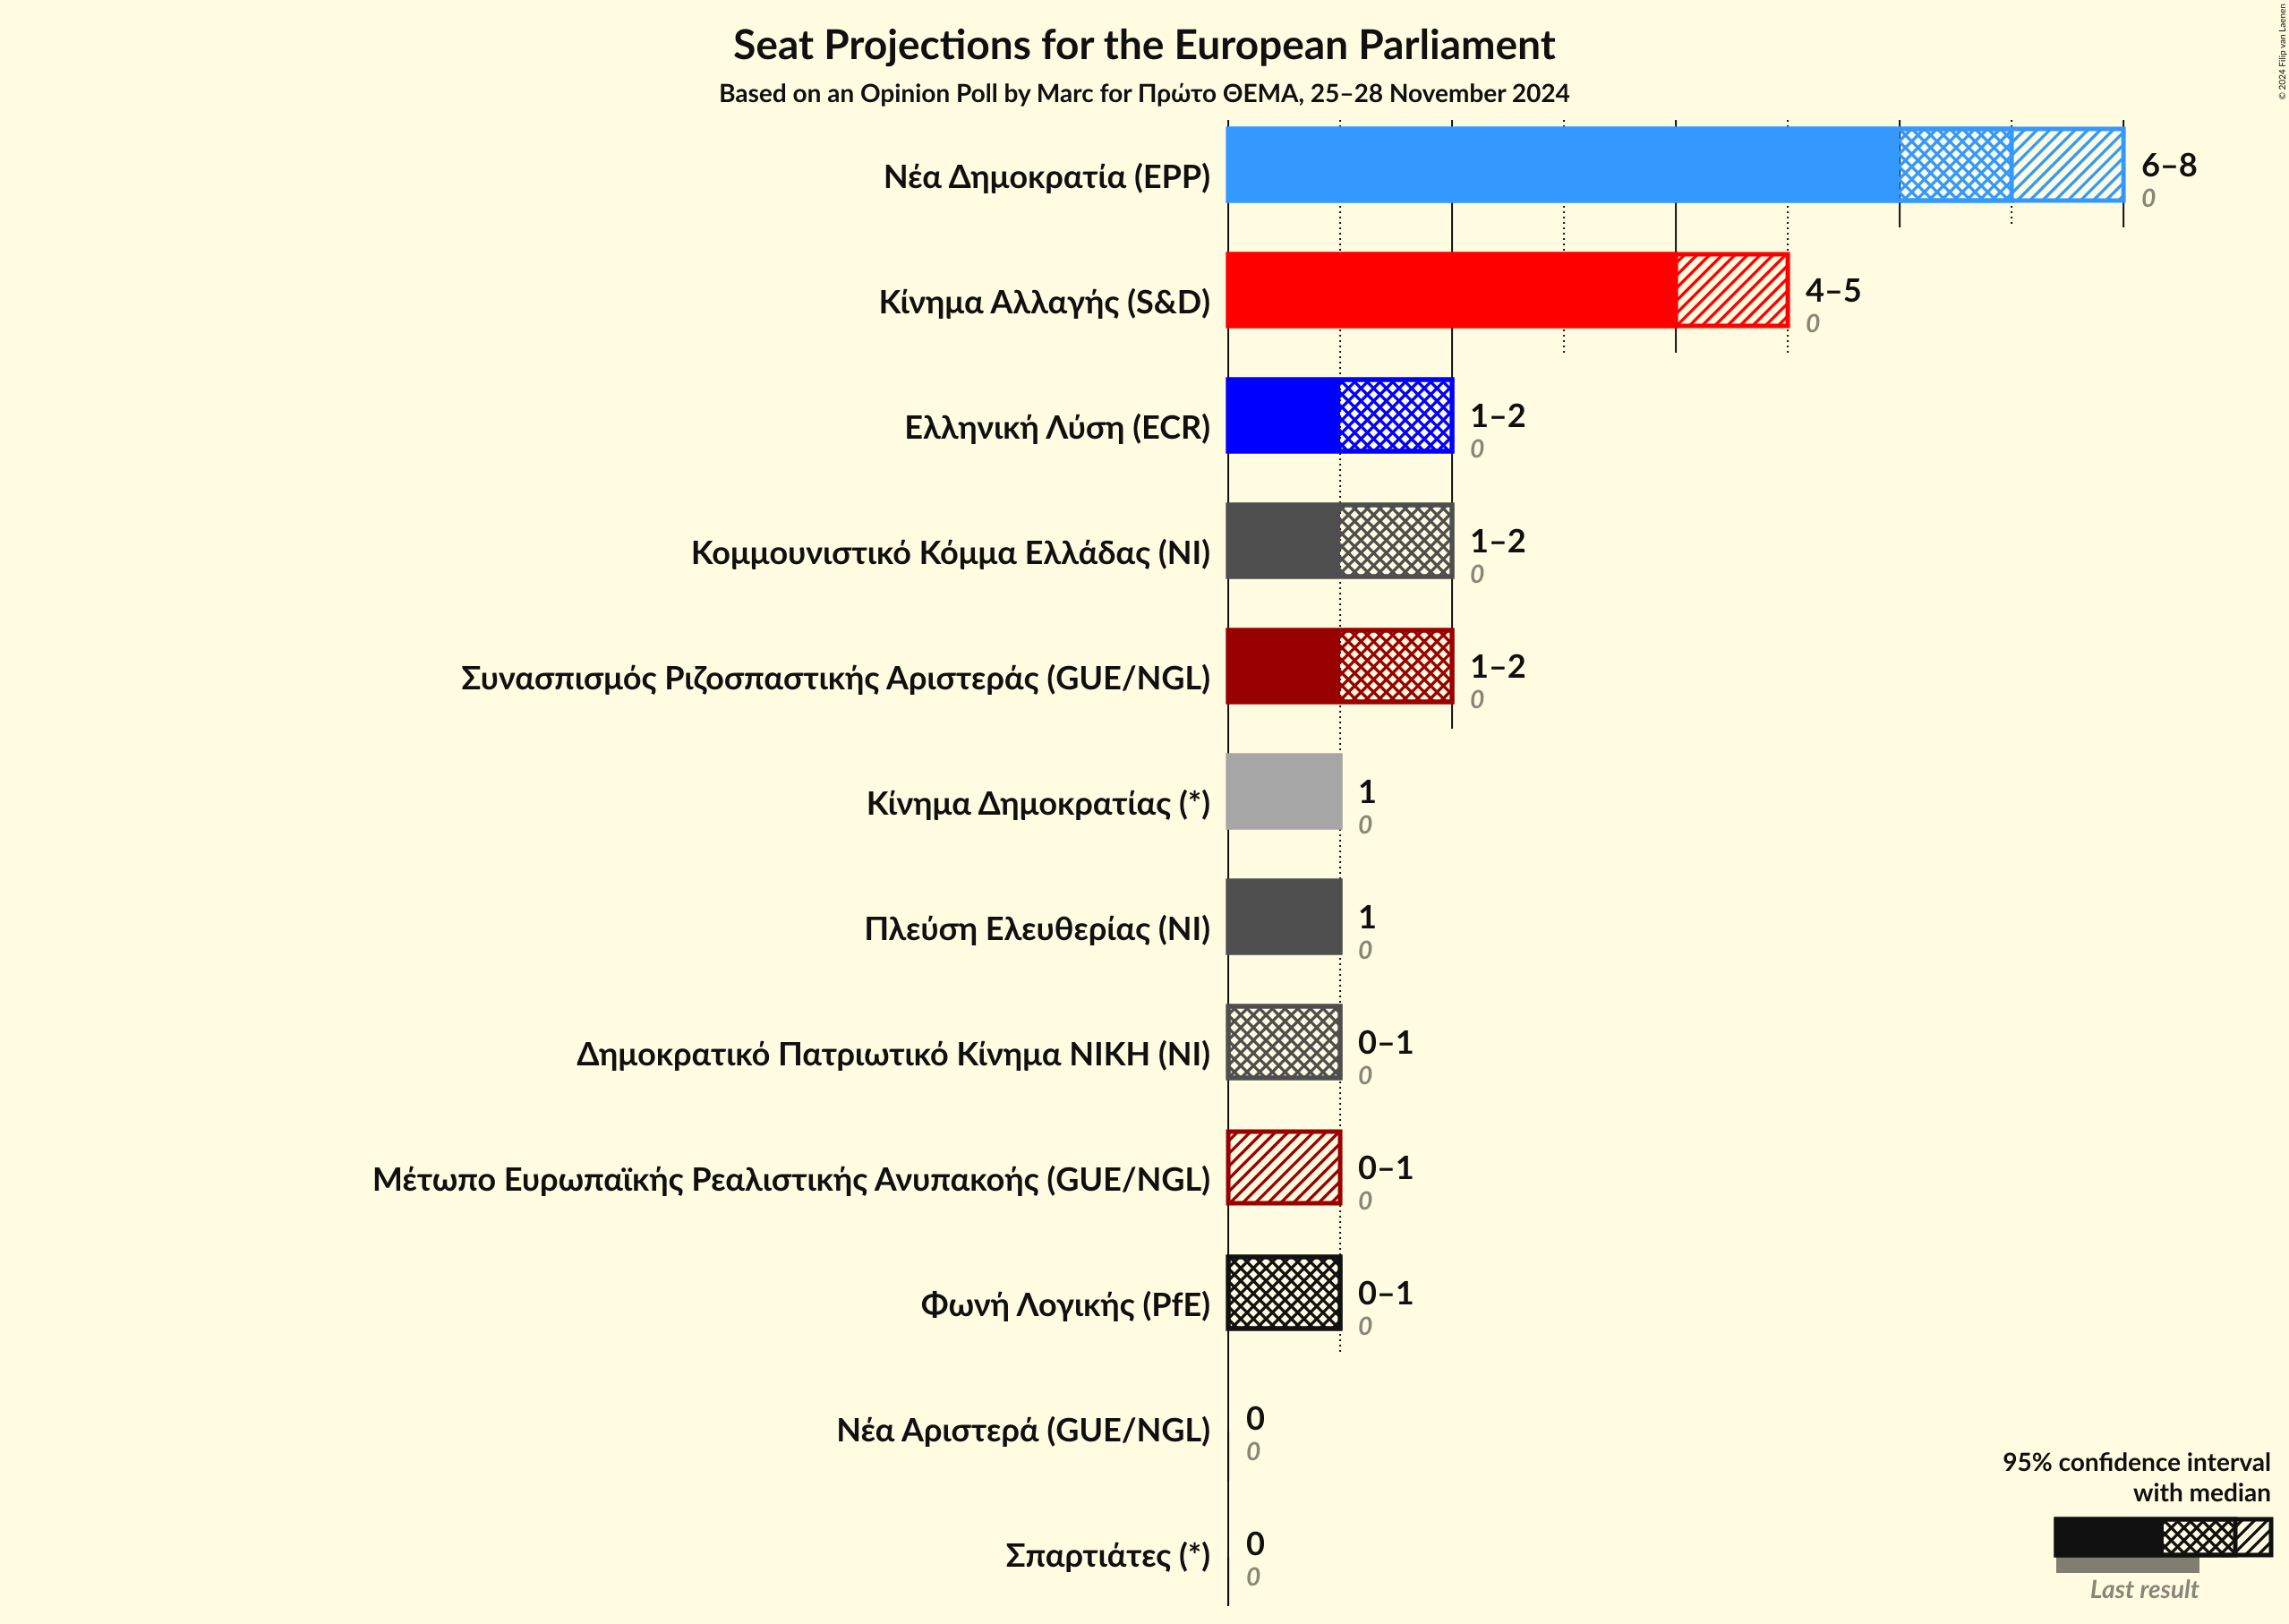 Seat Projections for the European Parliament
Based on an Opinion Poll by Marc for Πρώτο ΘΕΜΑ, 25–28 November 2024
© 2024 Filip van Laenen
Νέα Δημοκρατία (EPP)
6–8
0
Κίνημα Αλλαγής (S&D)
4–5
0
Ελληνική Λύση (ECR)
1–2
0
Κομμουνιστικό Κόμμα Ελλάδας (NI)
1–2
0
Συνασπισμός Ριζοσπαστικής Αριστεράς (GUE/NGL)
1–2
0
Κίνημα Δημοκρατίας (*)
1
0
Πλεύση Ελευθερίας (NI)
1
0
Δημοκρατικό Πατριωτικό Κίνημα ΝΙΚΗ (NI)
0–1
0
Μέτωπο Ευρωπαϊκής Ρεαλιστικής Ανυπακοής (GUE/NGL)
0–1
0
Φωνή Λογικής (PfE)
0–1
0
Νέα Αριστερά (GUE/NGL)
0
0
Σπαρτιάτες (*)
0
0
95% confidence interval
with median
Last result